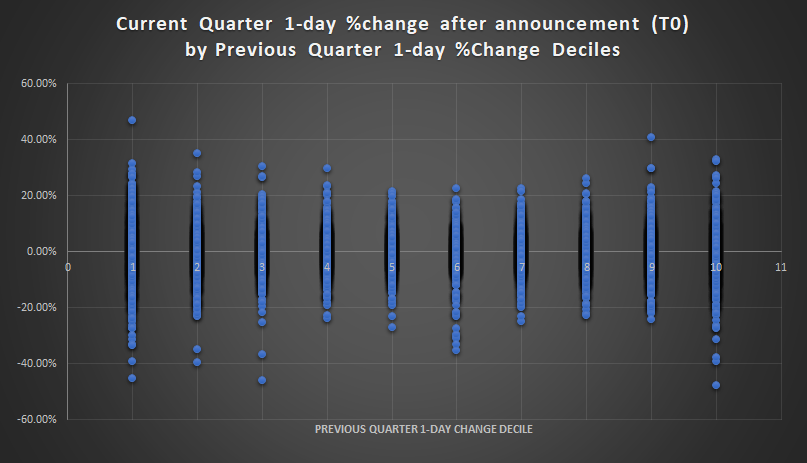 Current Quarter 1-day %change after announcement (T0)
by Previous Quarter 1-day %Change Deciles
60.00%
40.00%
20.00%
0.00%
0 1 2 3 4 5 6 7 8 9 10 11
-20.00%
-40.00%
-60.00%
PREVIOUS QUARTER 1-DAY CHANGE DECILE